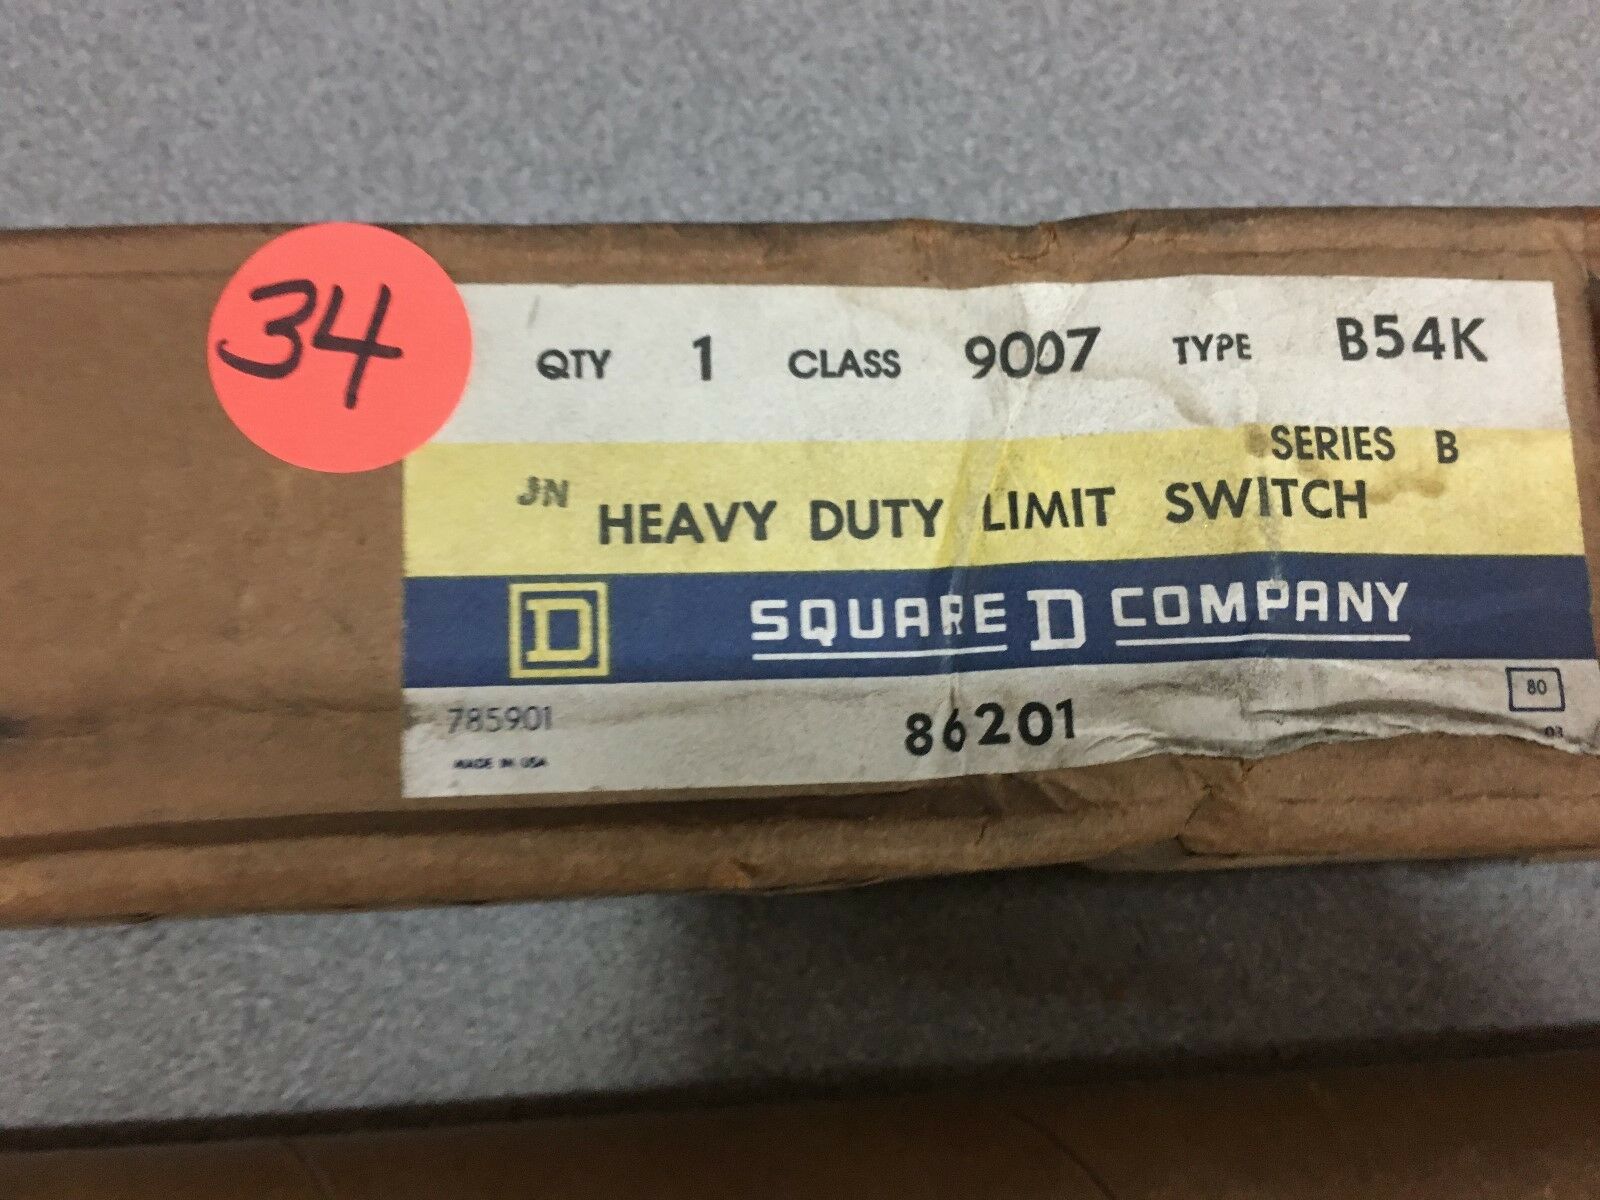 34
QTY 1 CLASS 9007 TYPE B54K
SERIES B
JN HEAVY DUTY LIMIT SWITCH
D SQUARE D COMPANY
785901 86201 80
MADE IN USA 03